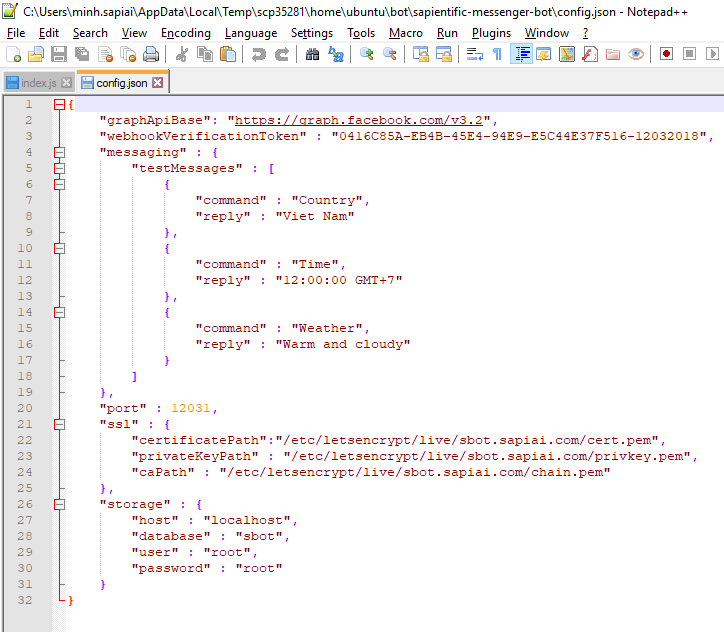 C:\Users\minh.sapiai\AppData\Local\Temp\scp35281\home\ubuntu\bot\sapientific-messenger-bot\config.json - Notepad++
File Edit Search View Encoding Language Settings Tools Macro Run Plugins Window ?
index.js config.json
1 {
2 "graphApiBase": "https://graph.facebook.com/v3.2",
3 "webhookVerificationToken" : "0416C85A-EB4B-45E4-94E9-E5C44E37F516-12032018",
4 "messaging" : {
5 "testMessages" : [
6 {
7 "command" : "Country",
8 "reply" : "Viet Nam"
9 },
10 {
11 "command" : "Time",
12 "reply" : "12:00:00 GMT+7"
13 },
14 {
15 "command" : "Weather",
16 "reply" : "Warm and cloudy"
17 }
18 ]
19 },
20 "port" : 12031,
21 "ssl" : {
22 "certificatePath":"/etc/letsencrypt/live/sbot.sapiai.com/cert.pem",
23 "privateKeyPath" : "/etc/letsencrypt/live/sbot.sapiai.com/privkey.pem",
24 "caPath" : "/etc/letsencrypt/live/sbot.sapiai.com/chain.pem"
25 },
26 "storage" : {
27 "host" : "localhost",
28 "database" : "sbot",
29 "user" : "root",
30 "password" : "root"
31 }
32 }